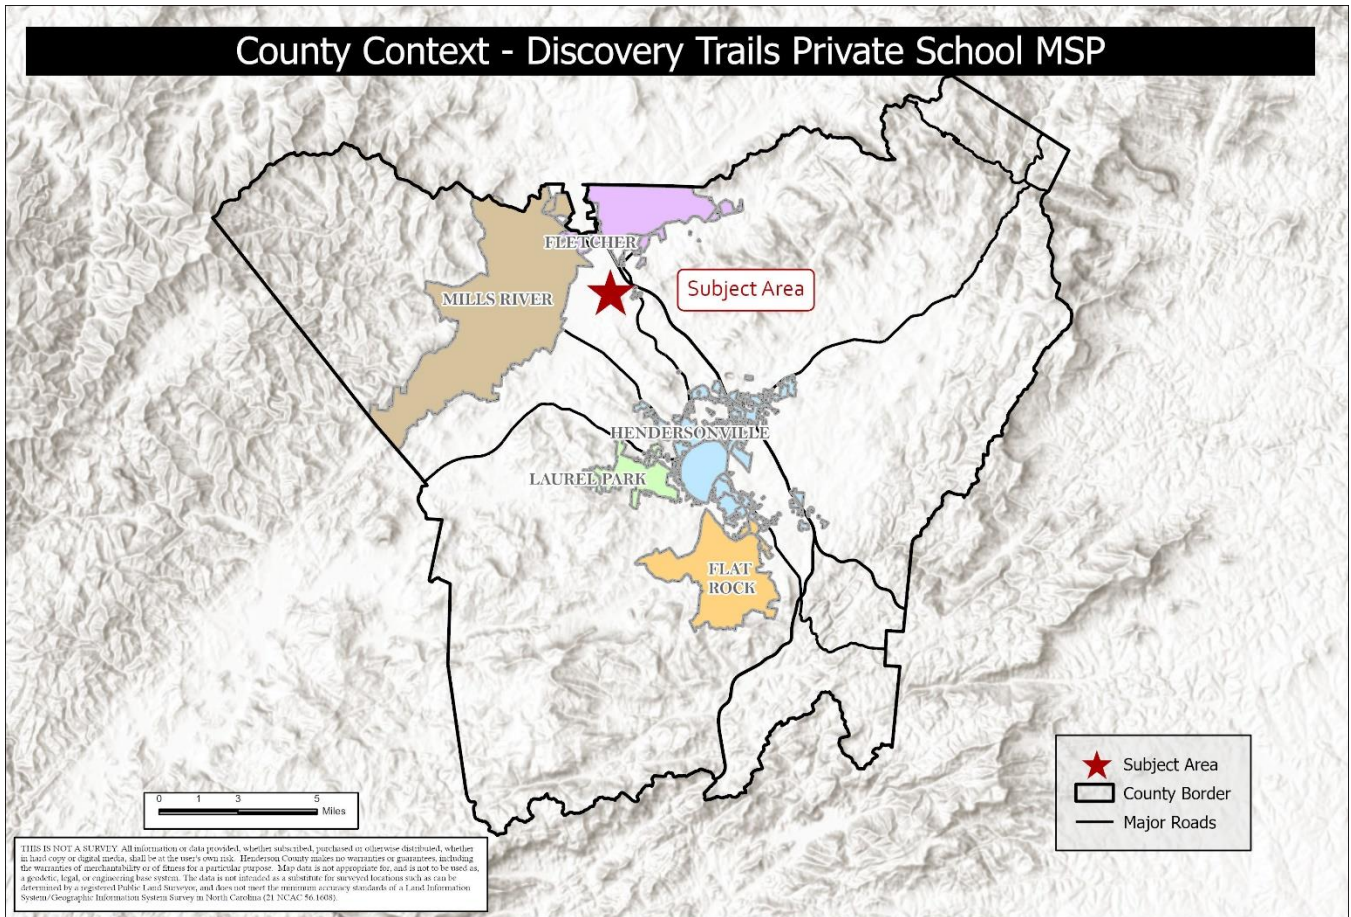 County Context - Discovery Trails Private School MSP
FLETCHER
Subject Area
MILLS RIVER
HENDERSONVILLE
LAUREL PARK
FLAT
ROCK
Subject Area
County Border
Major Roads
0 1 3 5
Miles
THIS IS NOT A SURVEY. All information or data provided, whether subscribed, purchased or otherwise distributed, whether
in hard copy or digital media, shall be at the user's own risk. Henderson County makes no warranties or guarantees, including
the warranties of merchantability or of fitness for a particular purpose. Map data is not appropriate for, and is not to be used as,
a geodetic, legal, or engineering base system. The data is not intended as a substitute for surveyed locations such as can be
determined by a registered Public Land Surveyor, and does not meet the minimum accuracy standards of a Land Information
System/Geographic Information System Survey in North Carolina (21 NCAC 56.1608).